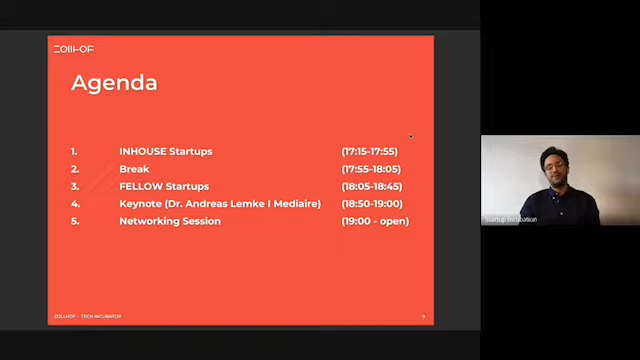 ZOLLHOF
Agenda
1. INHOUSE Startups (17:15-17:55)
2. Break (17:55-18:05)
3. FELLOW Startups (18:05-18:45)
4. Keynote (Dr. Andreas Lemke I Mediaire) (18:50-19:00)
5. Networking Session (19:00 - open)
ZOLLHOF – TECH INCUBATOR 9
Startup Incubation